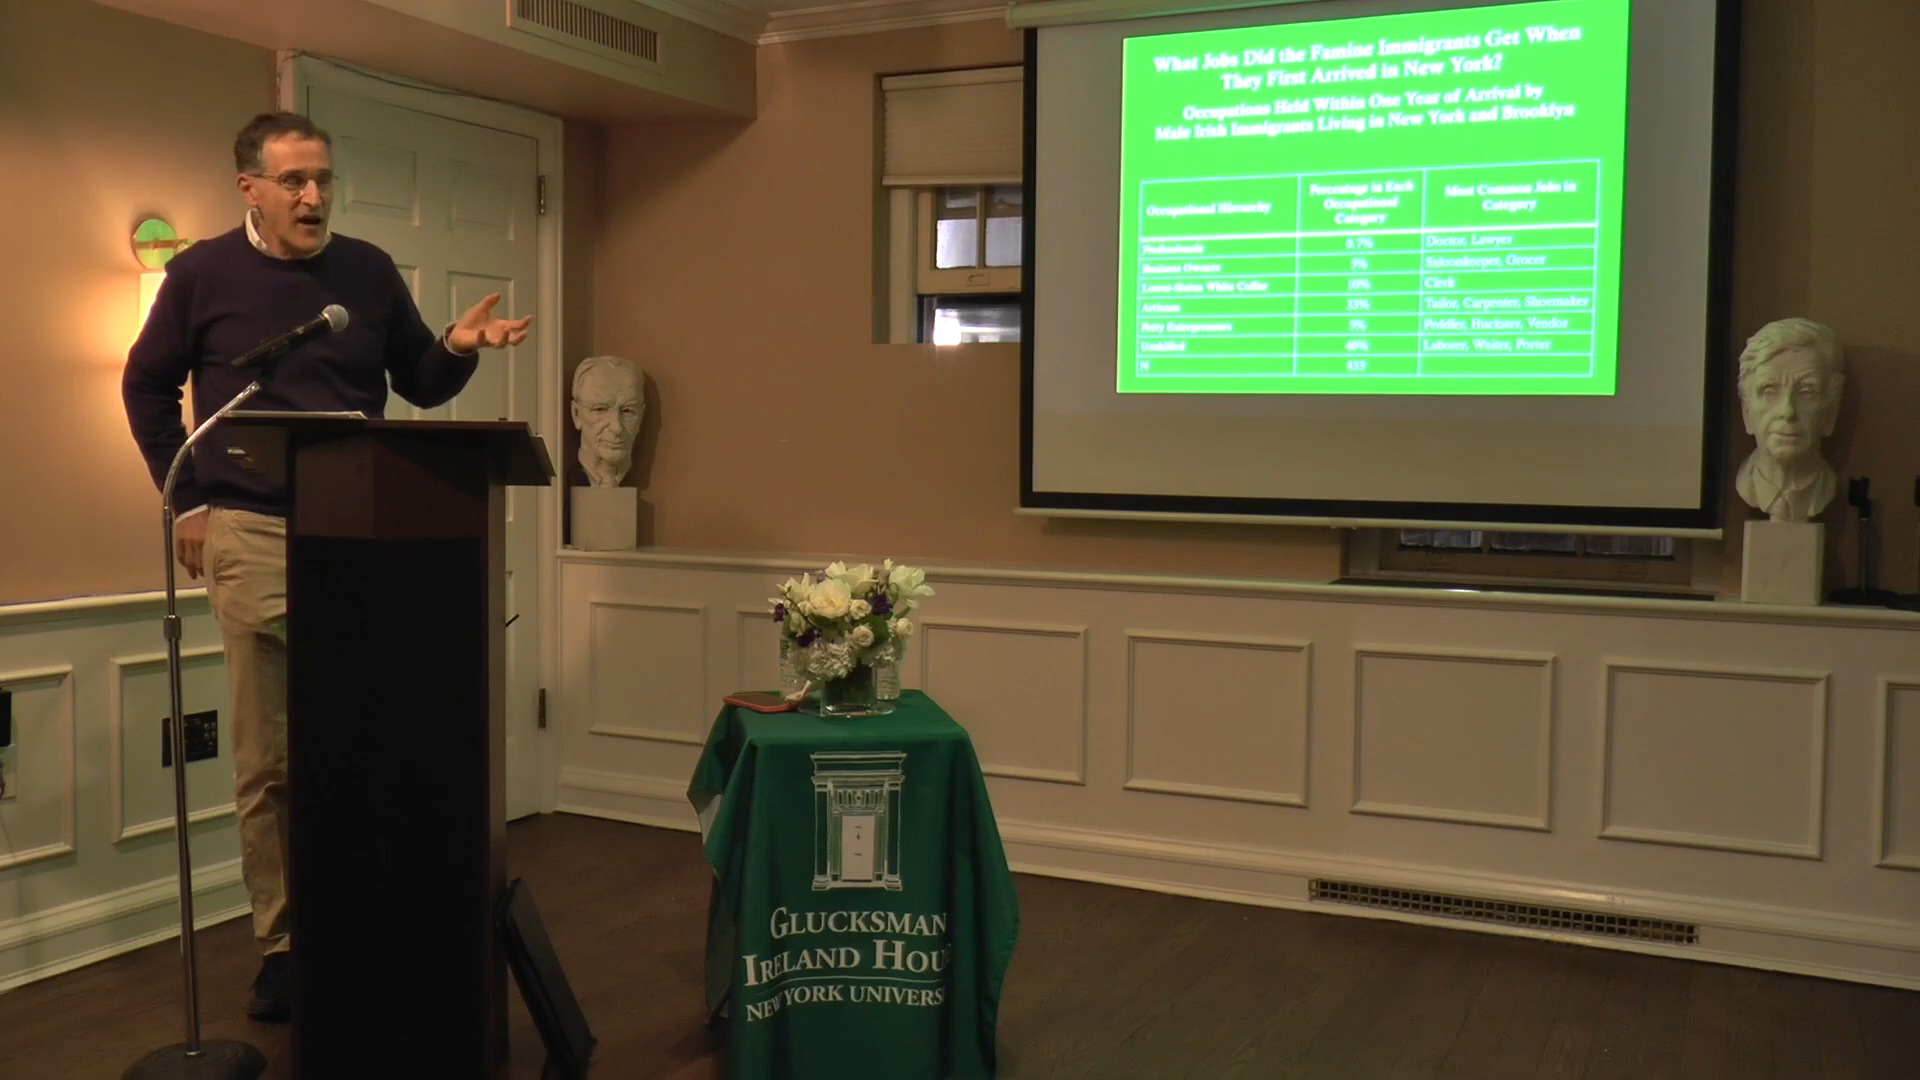 What Jobs Did the Famine Immigrants Get When
They First Arrived in New York?
Occupations Held Within One Year of Arrival by
Male Irish Immigrants Living in New York and Brooklyn
Occupational Hierarchy
Percentage in Each
Occupational
Category
Most Common Jobs in
Category
Professionals 0.7% Doctor, Lawyer
Business Owners 5% Saloonkeeper, Grocer
Lower-Status White Collar 10% Clerk
Artisans 33% Tailor, Carpenter, Shoemaker
Petty Entrepreneurs 5% Peddler, Huckster, Vendor
Unskilled 46% Laborer, Waiter, Porter
N
GLUCKSMAN
IRELAND HOU
NEW YORK UNIVERS